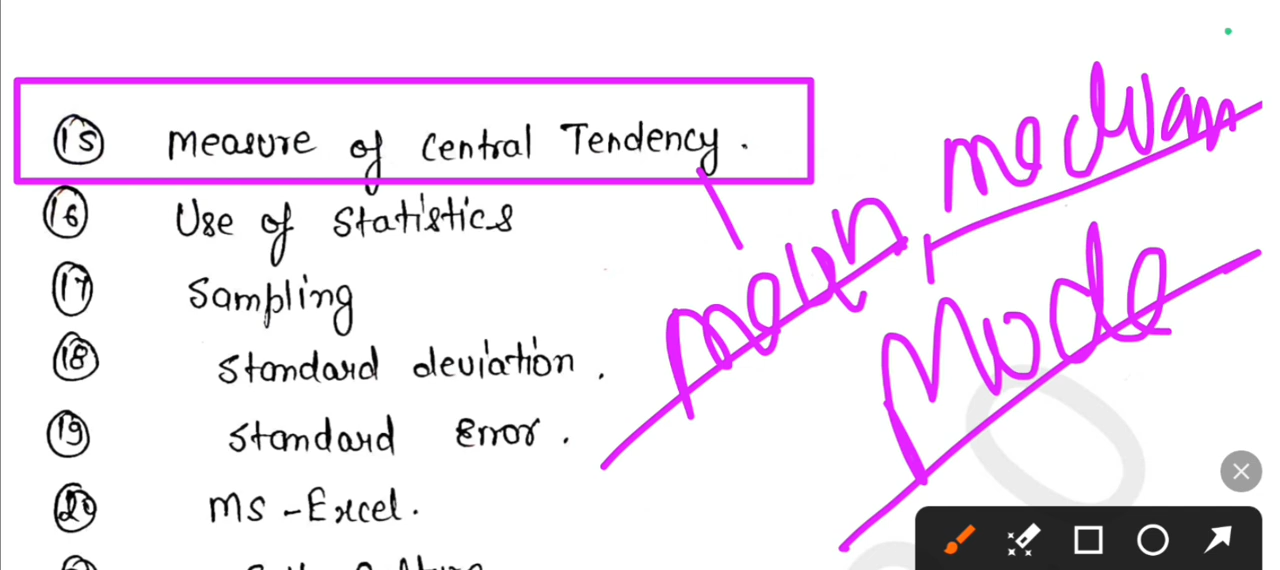 15 Measure of Central Tendency.
16 Use of Statistics
17 Sampling
18 Standard deviation.
19 Standard Error.
20 MS-Excel.
mean, median
Mode